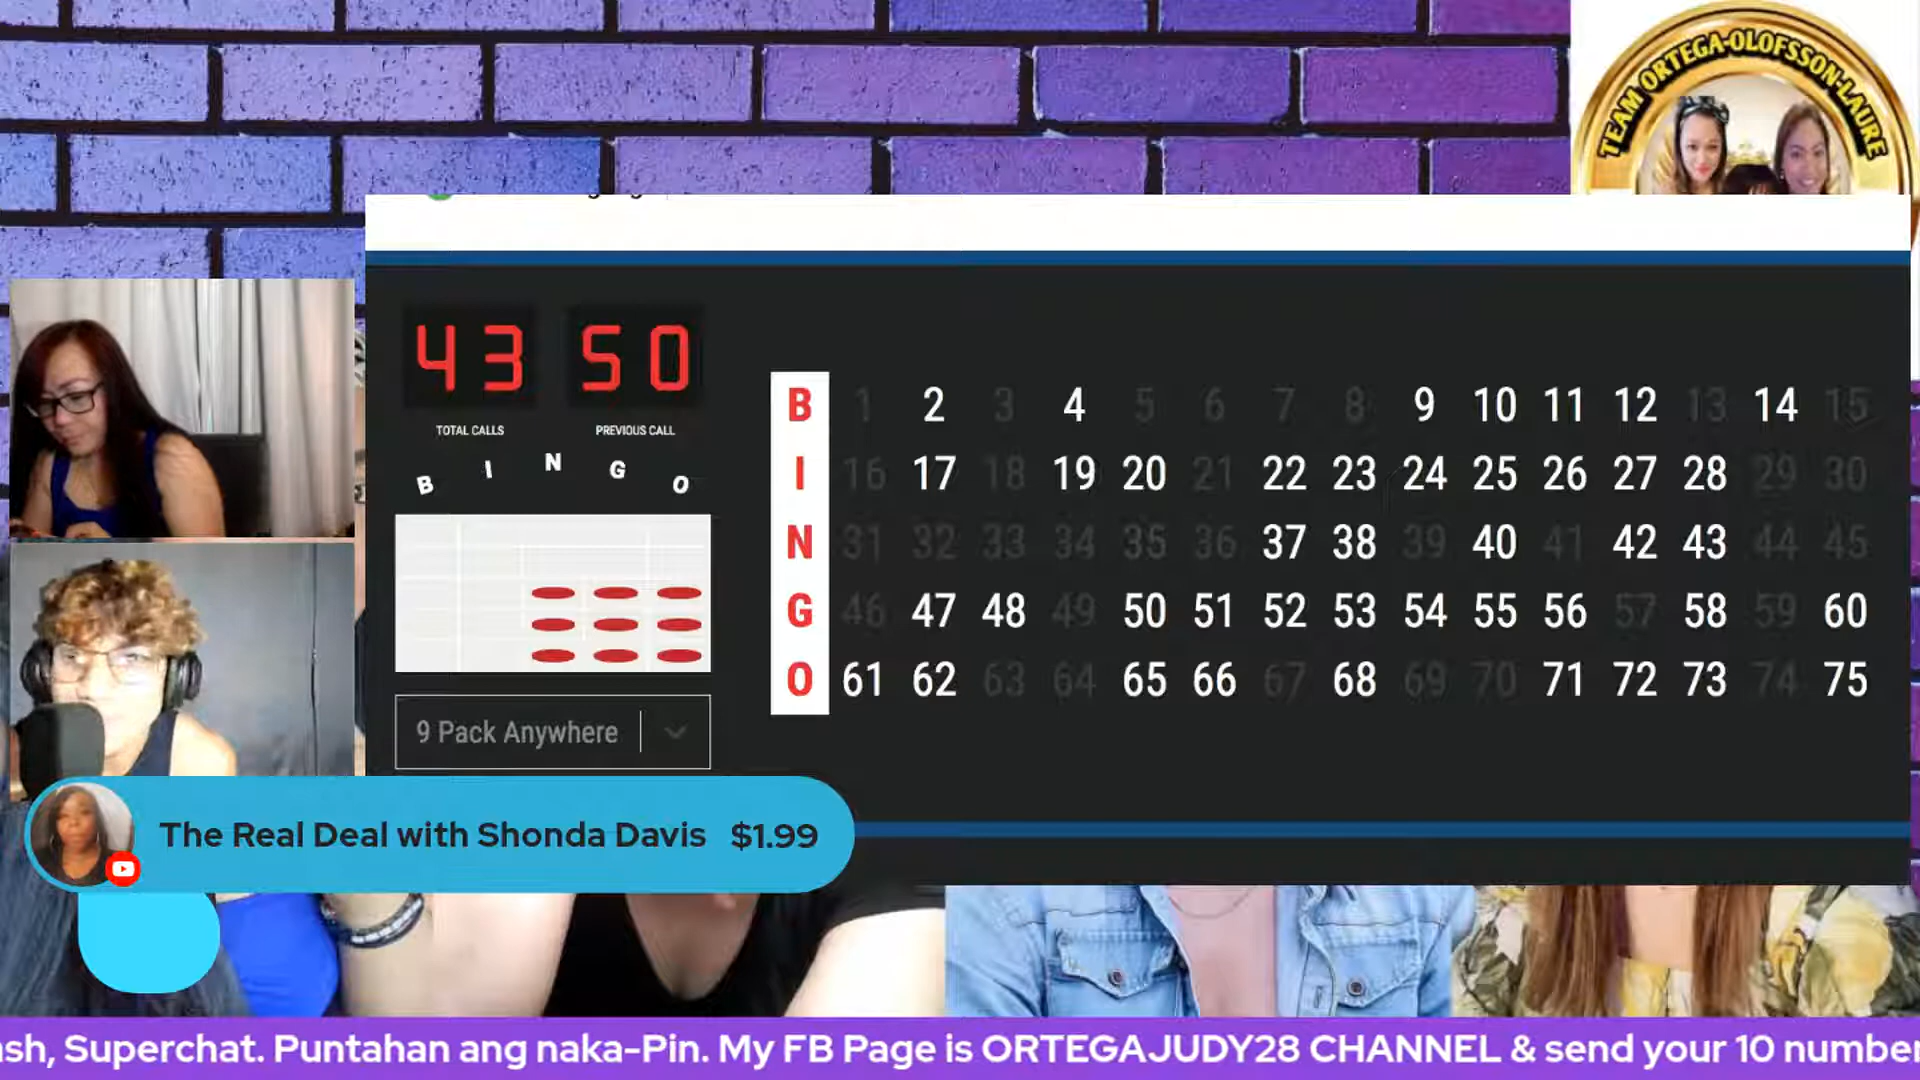 TEAM ORTEGA-OLOFSSON-LAURE
43 50
TOTAL CALLS PREVIOUS CALL
B I N G O
B 1 2 3 4 5 6 7 8 9 10 11 12 13 14 15
I 16 17 18 19 20 21 22 23 24 25 26 27 28 29 30
N 31 32 33 34 35 36 37 38 39 40 41 42 43 44 45
G 46 47 48 49 50 51 52 53 54 55 56 57 58 59 60
O 61 62 63 64 65 66 67 68 69 70 71 72 73 74 75
9 Pack Anywhere
The Real Deal with Shonda Davis $1.99
sh, Superchat. Puntahan ang naka-Pin. My FB Page is ORTEGAJUDY28 CHANNEL & send your 10 number